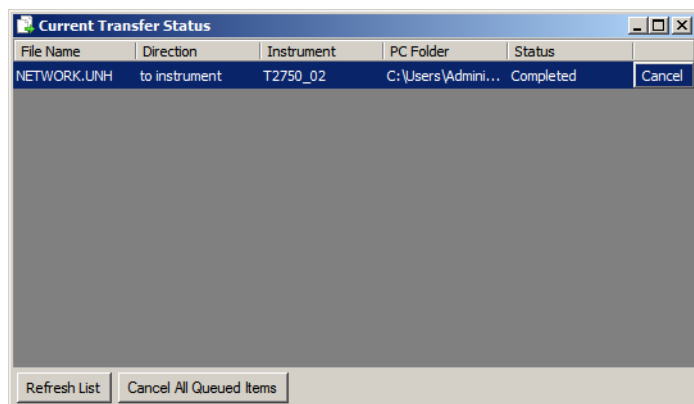 Current Transfer Status
File Name Direction Instrument PC Folder Status
NETWORK.UNH to instrument T2750_02 C:\Users\Admini... Completed Cancel
Refresh List Cancel All Queued Items